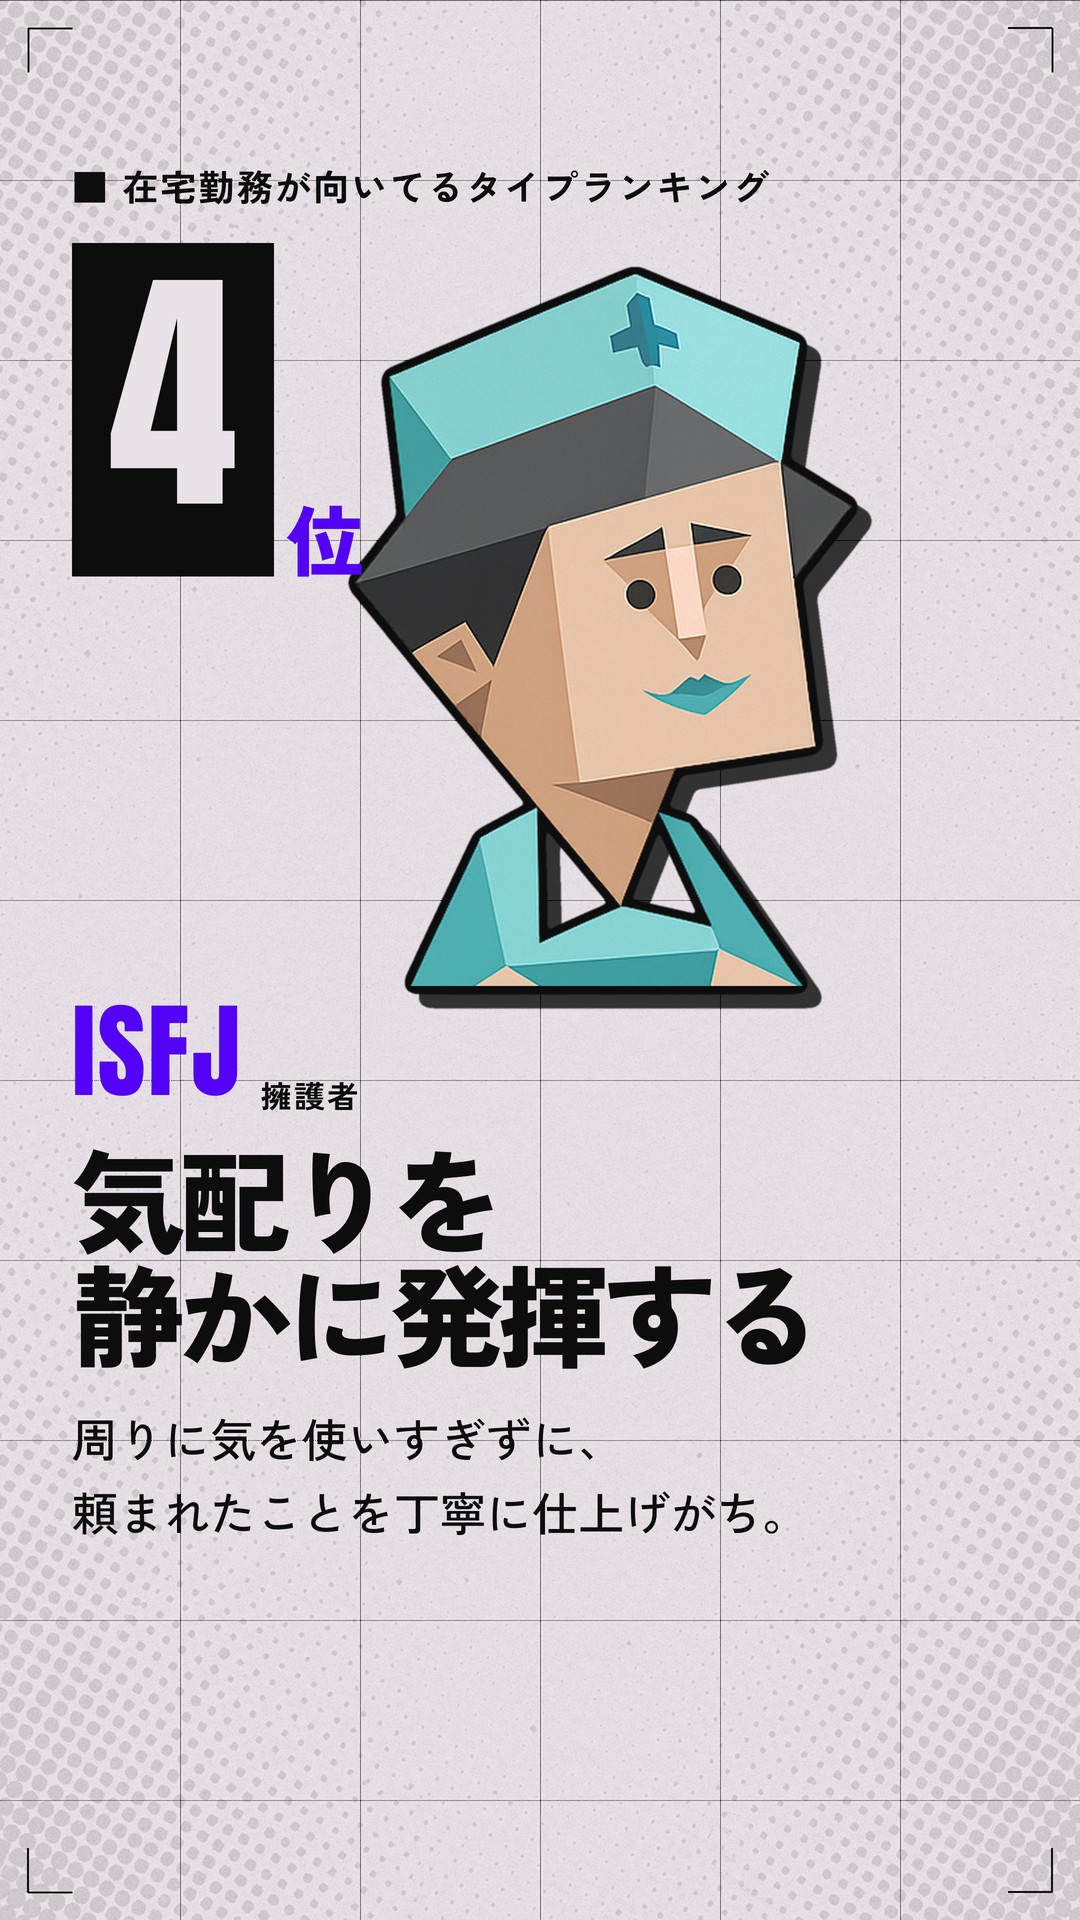 ■ 在宅勤務が向いてるタイプランキング
4位
ISFJ 擁護者
気配りを
静かに発揮する
周りに気を使いすぎずに、
頼まれたことを丁寧に仕上げがち。